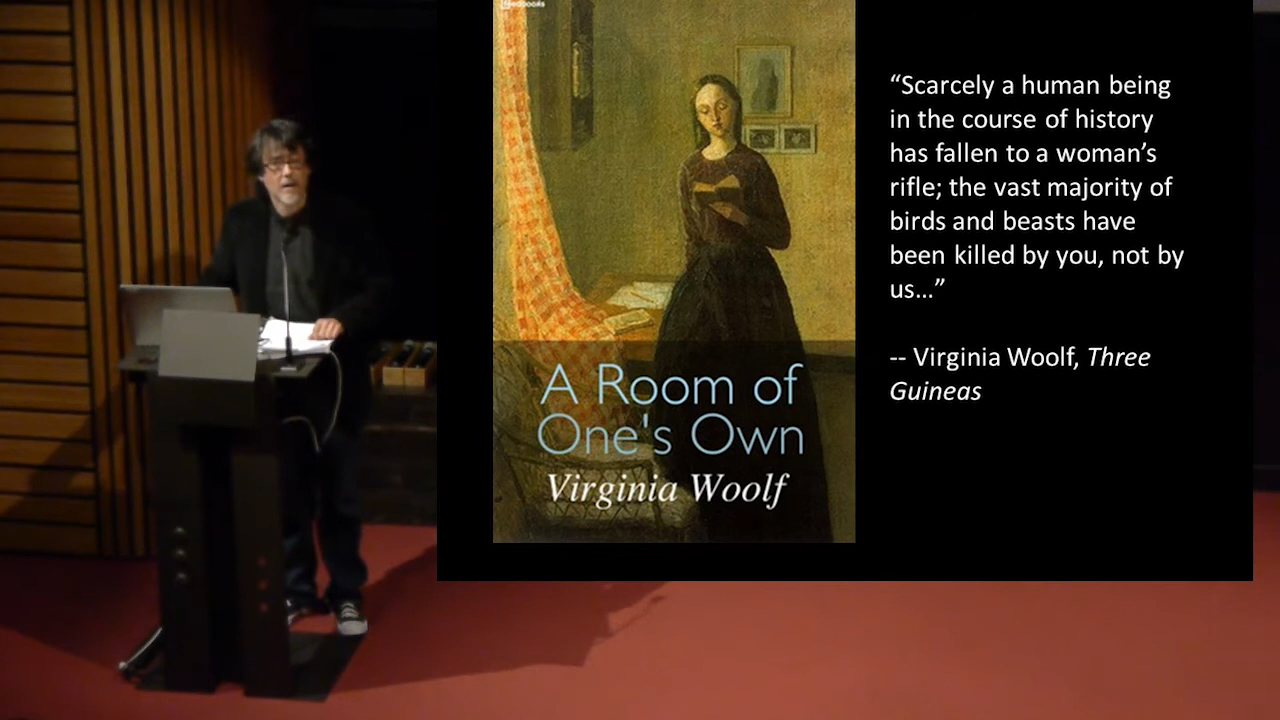 feedbooks
A Room of
One's Own
Virginia Woolf
“Scarcely a human being
in the course of history
has fallen to a woman’s
rifle; the vast majority of
birds and beasts have
been killed by you, not by
us…”
-- Virginia Woolf, Three
Guineas